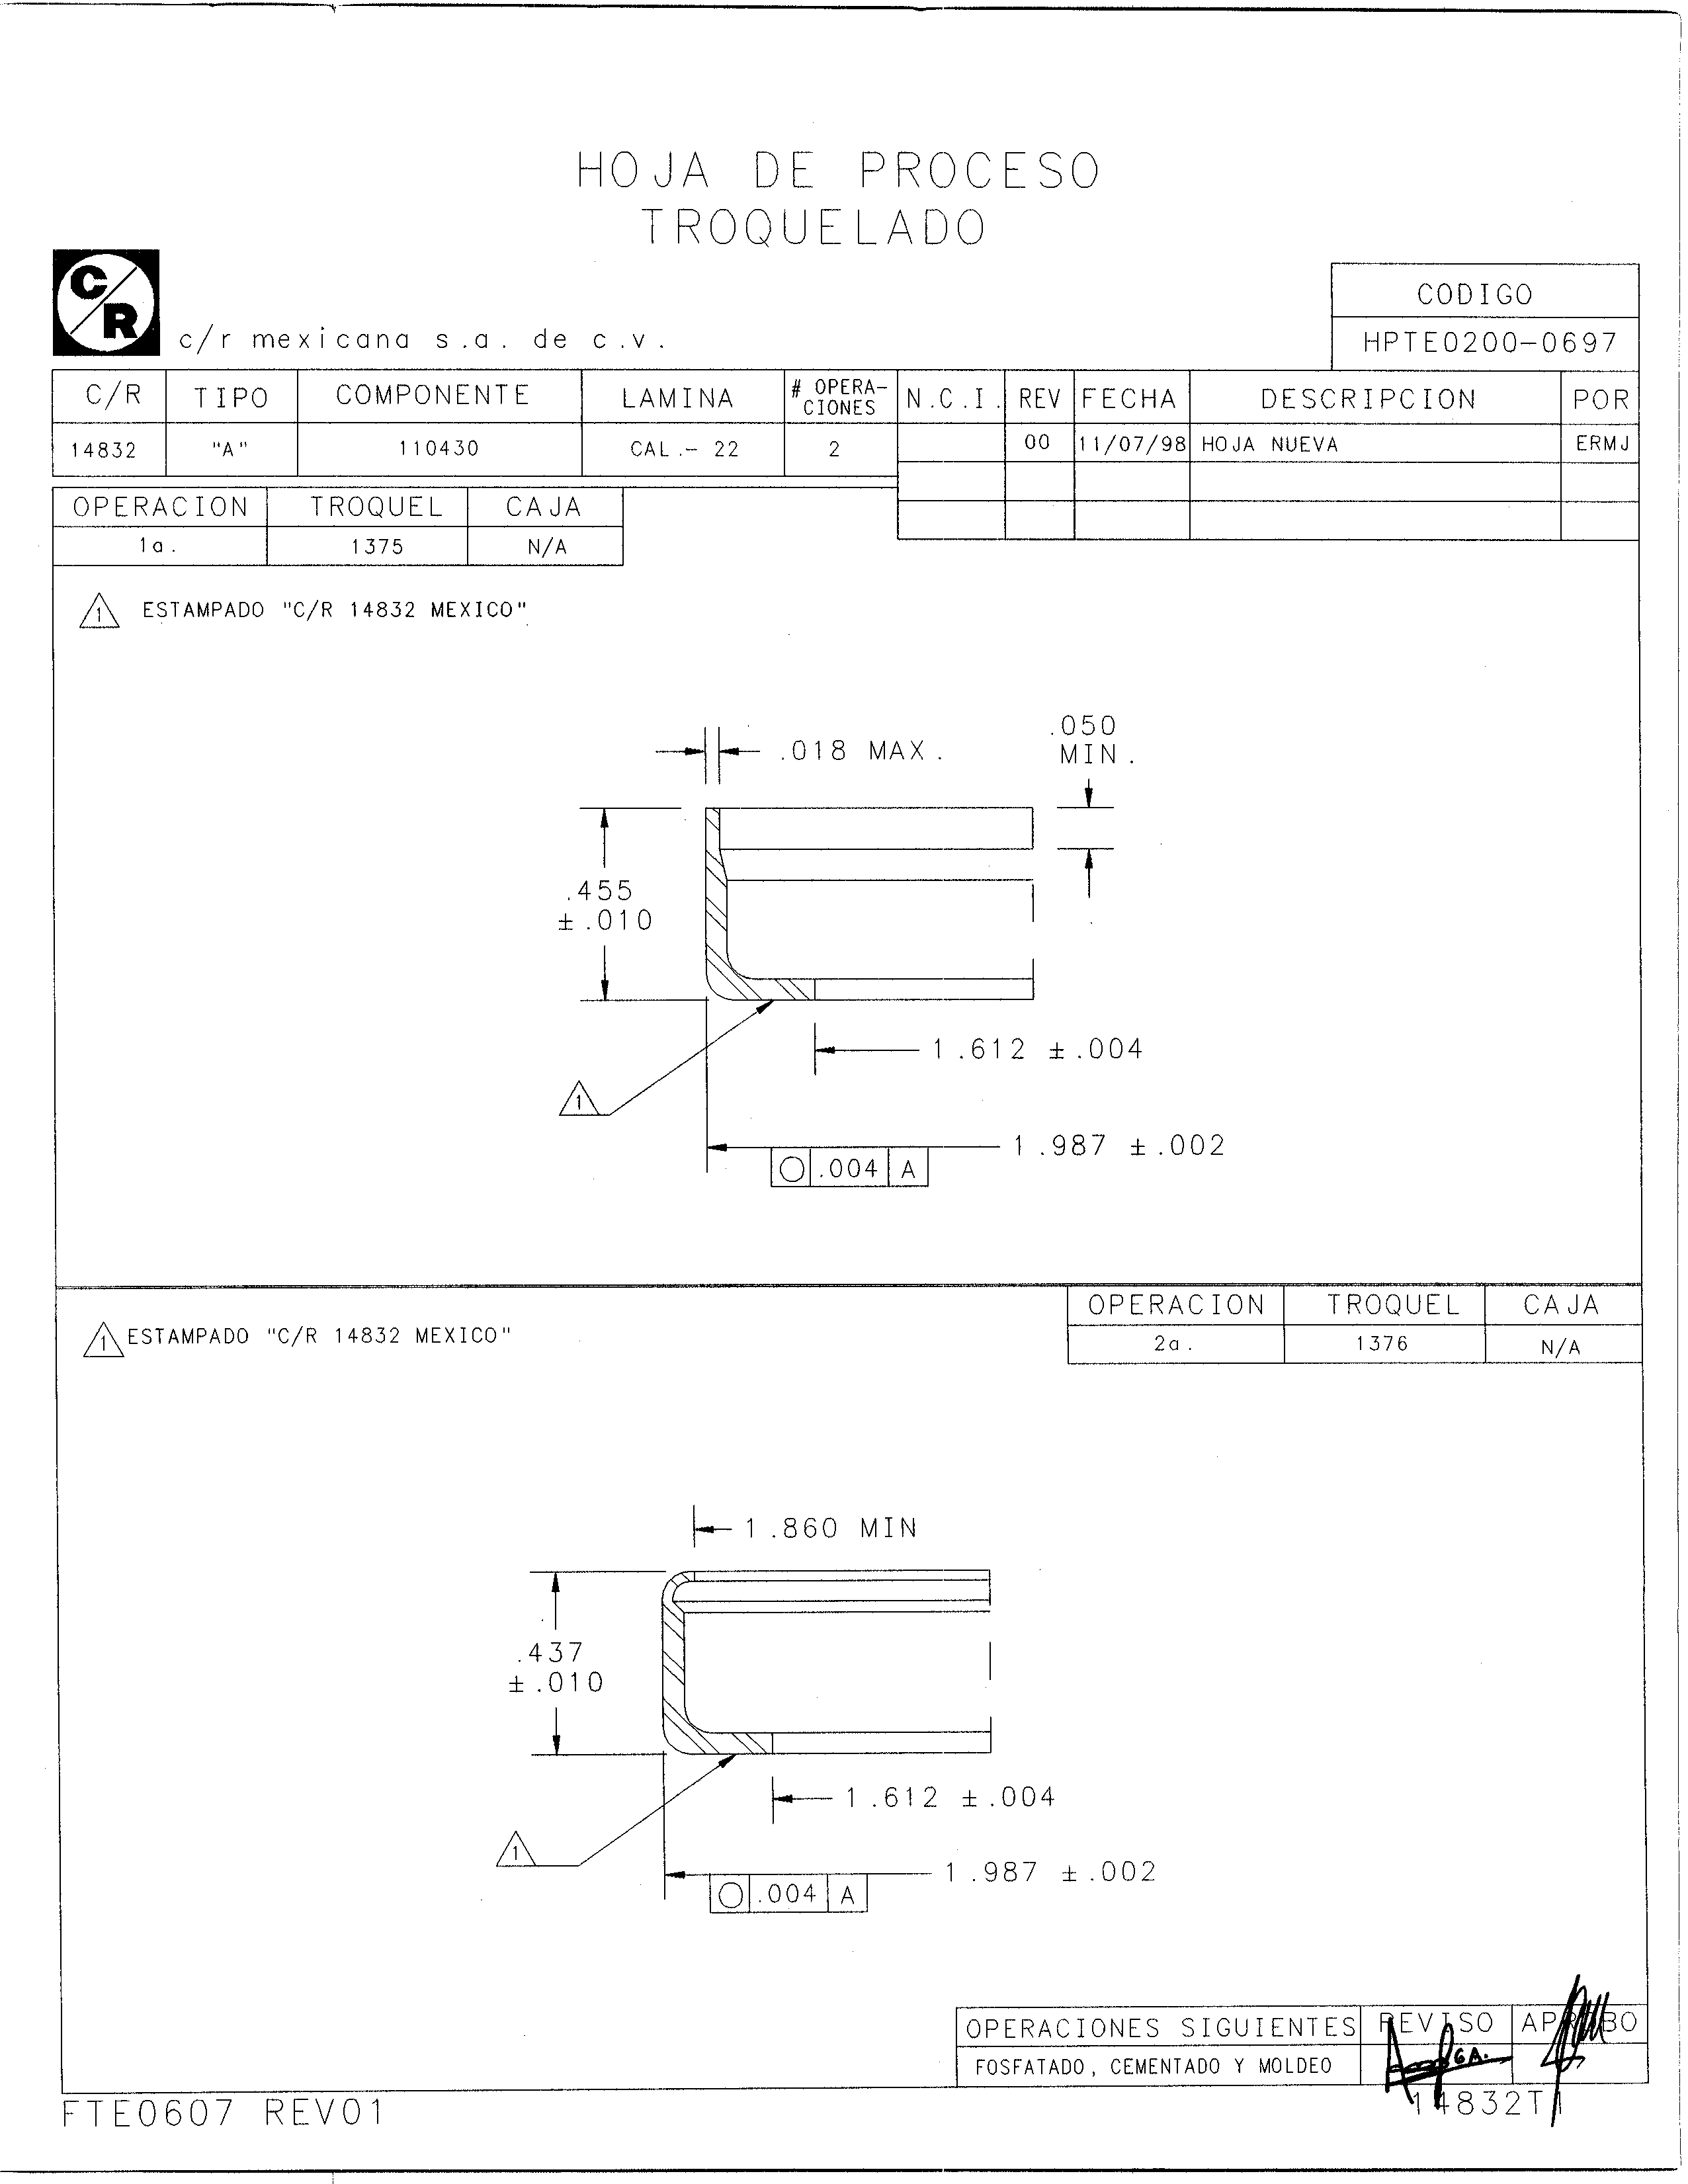 HOJA DE PROCESO
TROQUELADO
C/R
c/r mexicana s.a. de c.v.
CODIGO
HPTE0200-0697
C/R TIPO COMPONENTE LAMINA # OPERA-CIONES N.C.I. REV FECHA DESCRIPCION POR
14832 "A" 110430 CAL.- 22 2 00 11/07/98 HOJA NUEVA ERMJ
OPERACION TROQUEL CAJA
1a. 1375 N/A
1 ESTAMPADO "C/R 14832 MEXICO"
.018 MAX.
.050
MIN.
.455
±.010
1.612 ±.004
1
1.987 ±.002
.004 A
OPERACION TROQUEL CAJA
2a. 1376 N/A
1 ESTAMPADO "C/R 14832 MEXICO"
1.860 MIN
.437
±.010
1.612 ±.004
1
1.987 ±.002
.004 A
OPERACIONES SIGUIENTES REVISO APROBO
FOSFATADO, CEMENTADO Y MOLDEO
FTE0607 REV01
14832T1